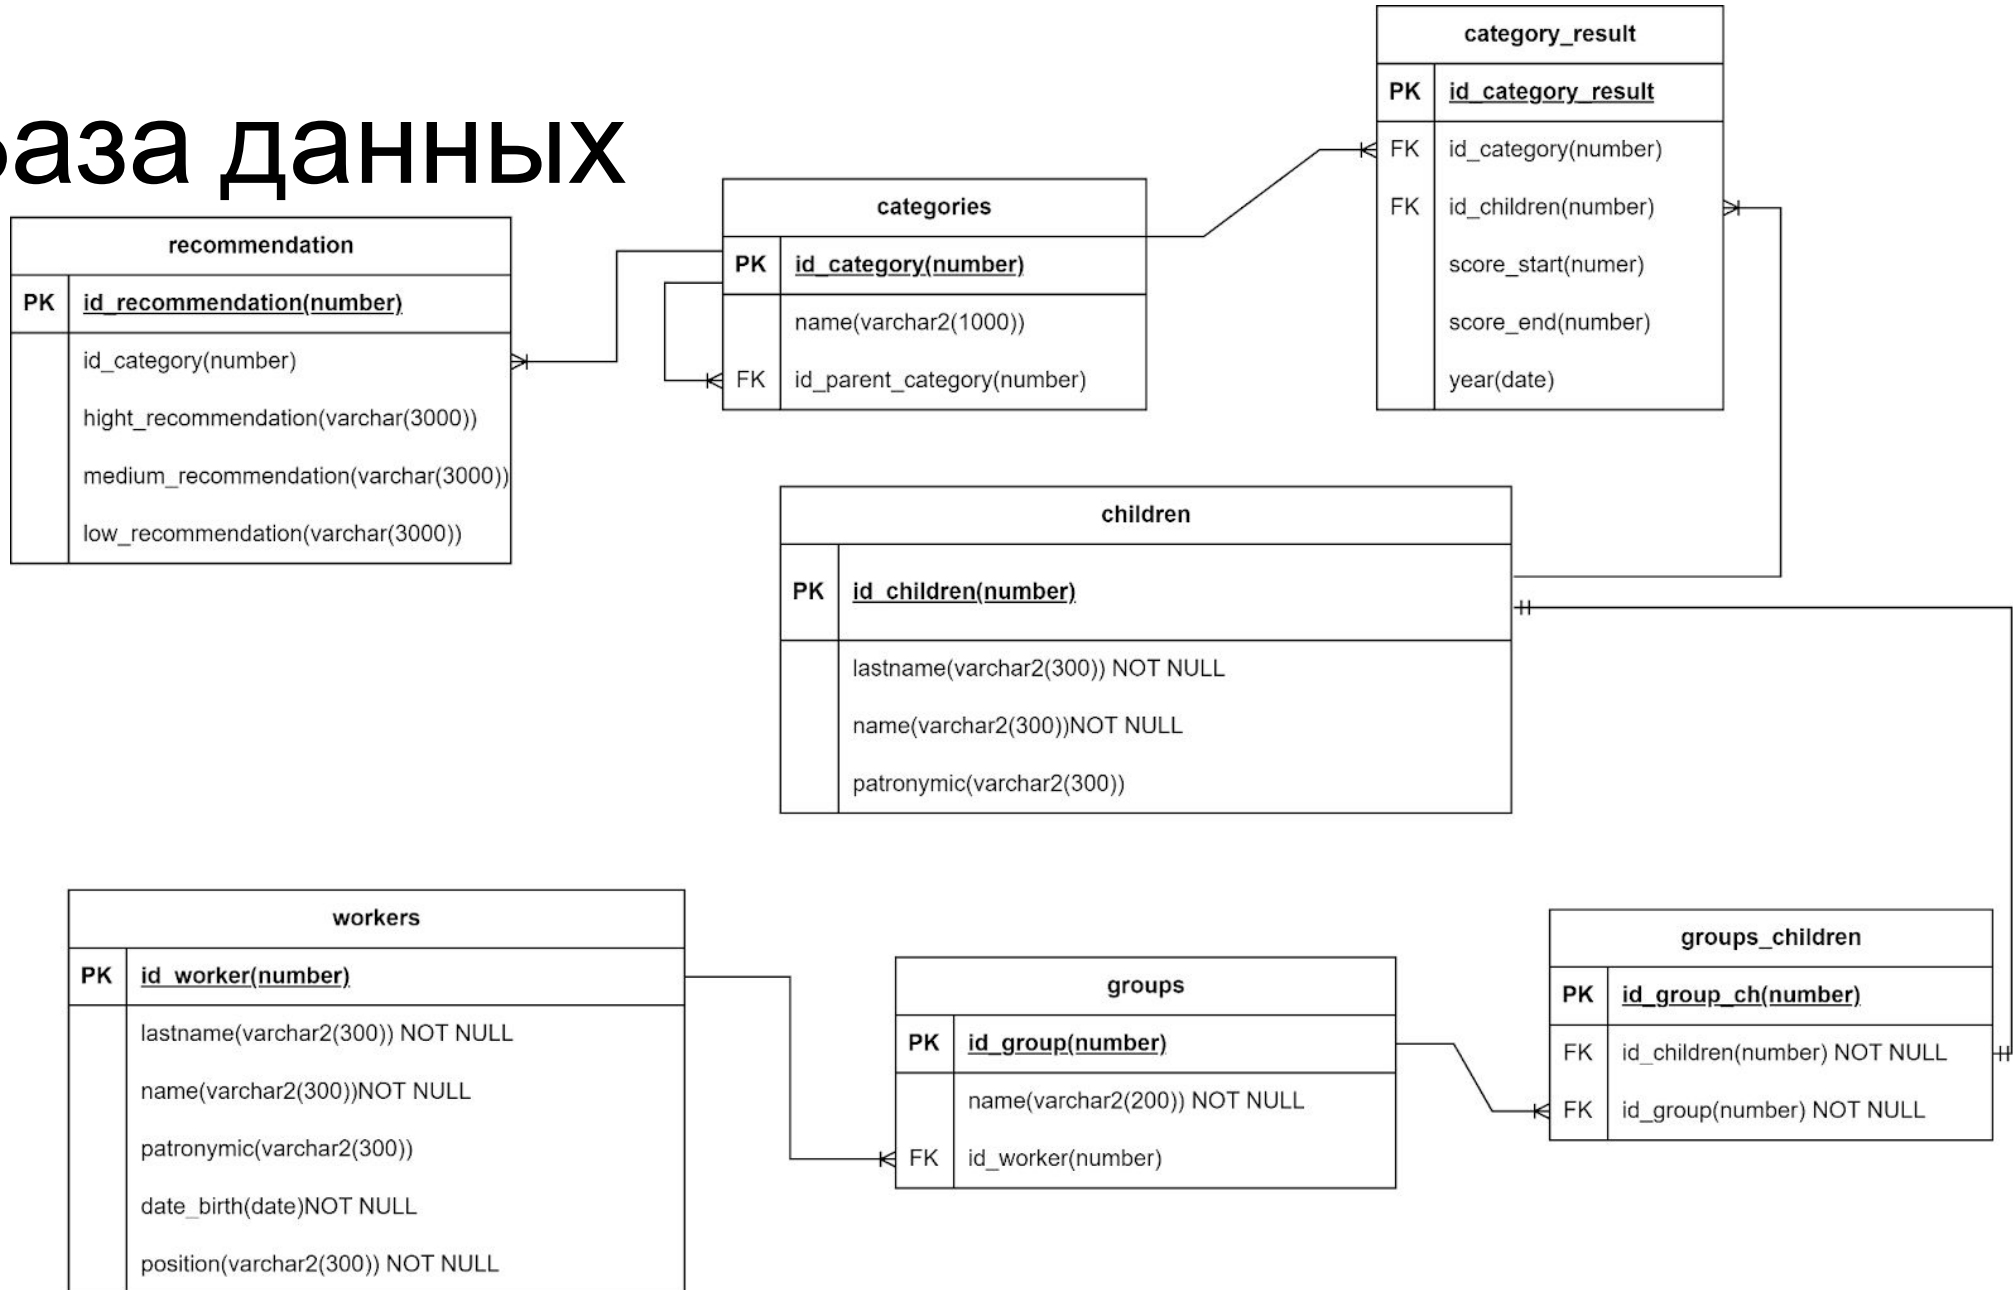 База данных
recommendation
PK id_recommendation(number)
id_category(number)
hight_recommendation(varchar(3000))
medium_recommendation(varchar(3000))
low_recommendation(varchar(3000))
categories
PK id_category(number)
name(varchar2(1000))
FK id_parent_category(number)
category_result
PK id_category_result
FK id_category(number)
FK id_children(number)
score_start(numer)
score_end(number)
year(date)
children
PK id_children(number)
lastname(varchar2(300)) NOT NULL
name(varchar2(300))NOT NULL
patronymic(varchar2(300))
workers
PK id_worker(number)
lastname(varchar2(300)) NOT NULL
name(varchar2(300))NOT NULL
patronymic(varchar2(300))
date_birth(date)NOT NULL
position(varchar2(300)) NOT NULL
groups
PK id_group(number)
name(varchar2(200)) NOT NULL
FK id_worker(number)
groups_children
PK id_group_ch(number)
FK id_children(number) NOT NULL
FK id_group(number) NOT NULL